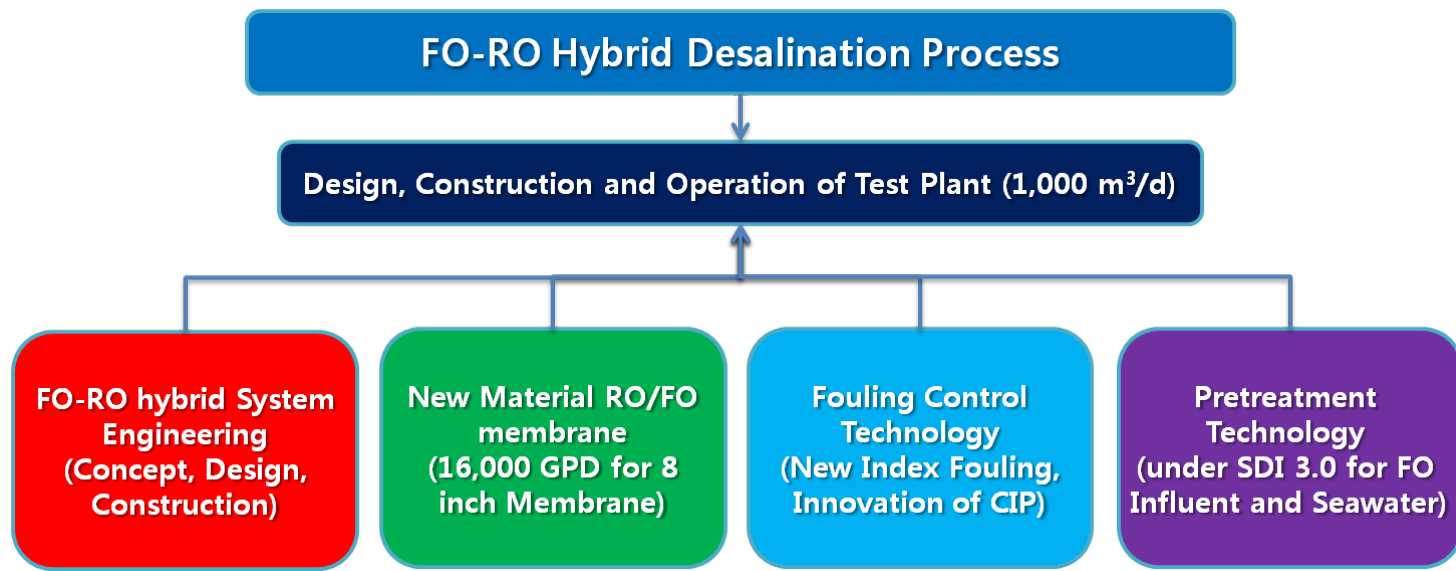 FO-RO Hybrid Desalination Process
Design, Construction and Operation of Test Plant (1,000 m³/d)
FO-RO hybrid System
Engineering
(Concept, Design,
Construction)
New Material RO/FO
membrane
(16,000 GPD for 8
inch Membrane)
Fouling Control
Technology
(New Index Fouling,
Innovation of CIP)
Pretreatment
Technology
(under SDI 3.0 for FO
Influent and Seawater)